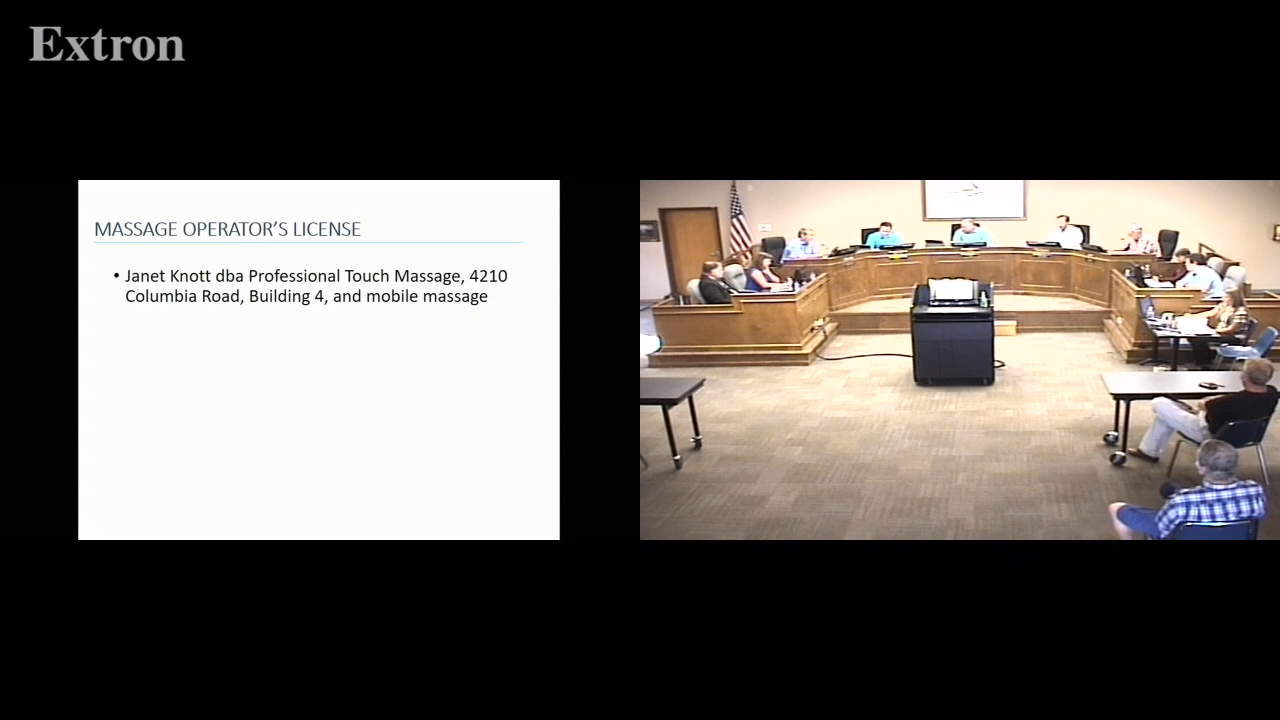 Extron
MASSAGE OPERATOR'S LICENSE
• Janet Knott dba Professional Touch Massage, 4210
Columbia Road, Building 4, and mobile massage